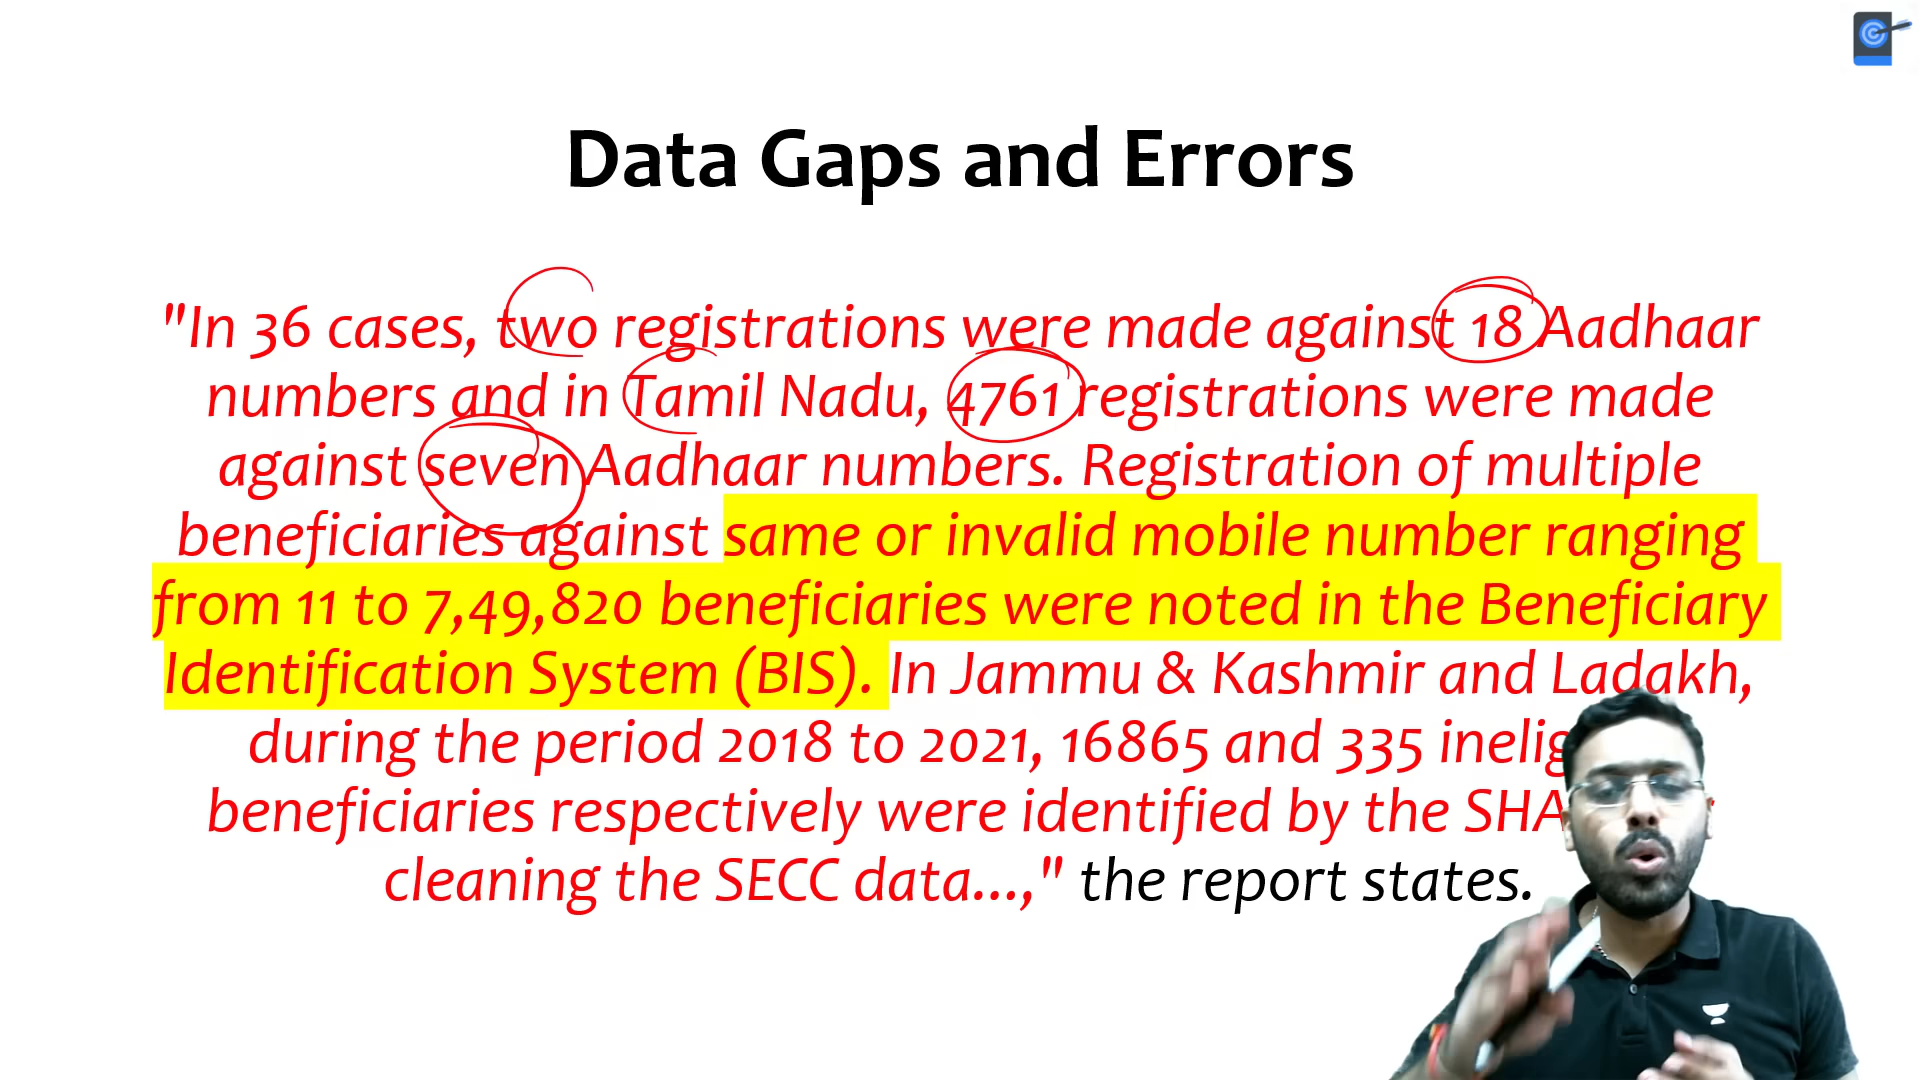 Data Gaps and Errors
"In 36 cases, two registrations were made against 18 Aadhaar
numbers and in Tamil Nadu, 4761 registrations were made
against seven Aadhaar numbers. Registration of multiple
beneficiaries against same or invalid mobile number ranging
from 11 to 7,49,820 beneficiaries were noted in the Beneficiary
Identification System (BIS). In Jammu & Kashmir and Ladakh,
during the period 2018 to 2021, 16865 and 335
beneficiaries respectively were identified by the SHA
cleaning the SECC data...," the report states.